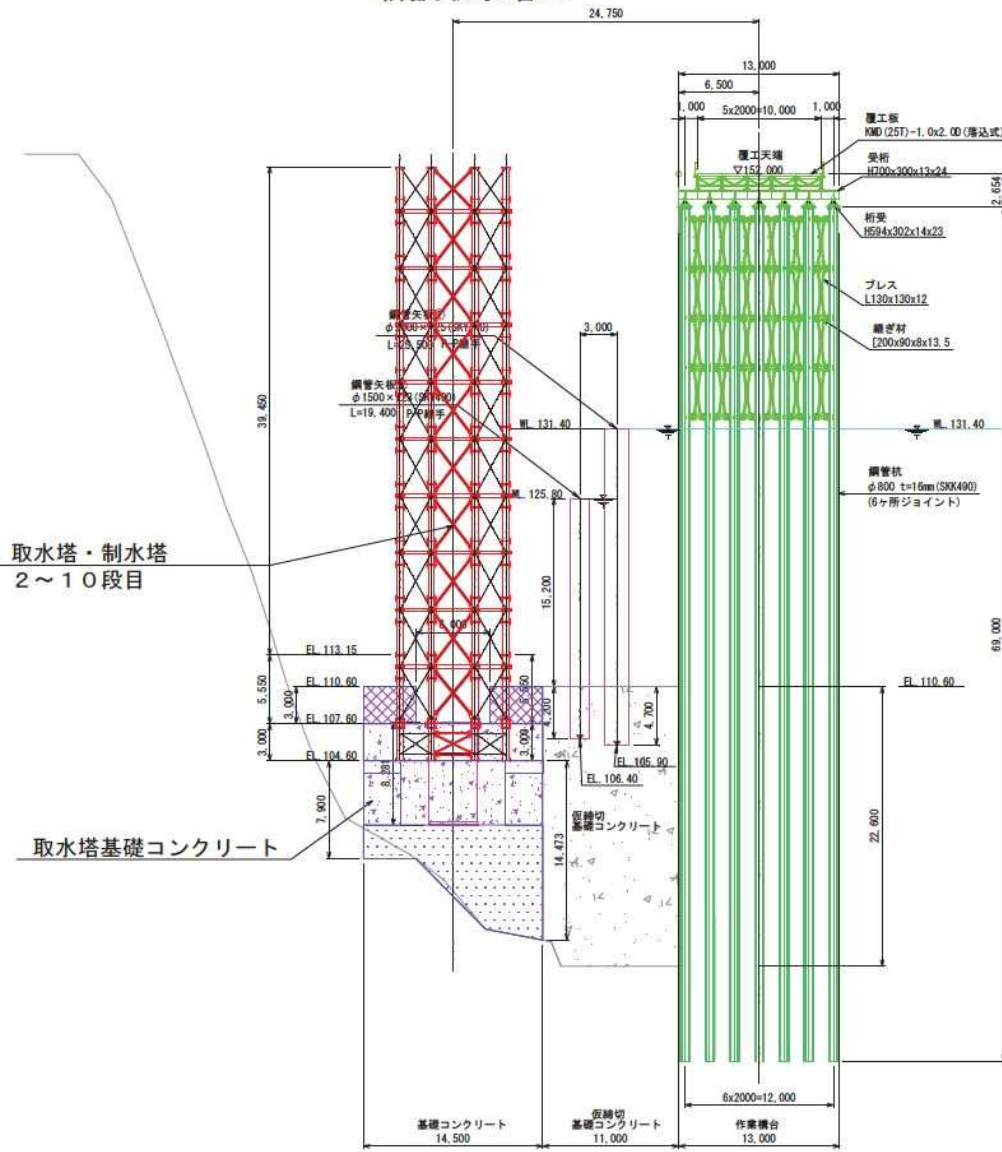 24,750
13,000
6,500
1,000
5x2000=10,000
1,000
覆工板
KMD(25T)-1.0x2.0D(落込式)
覆工天端
▽152.000
受桁
H700x300x13x24
2,654
桁受
H594x302x14x23
ブレス
L130x130x12
継ぎ材
[200x90x8x13.5
3,000
鋼管矢板
L=25.500 P-P継手
鋼管矢板
φ1500×
L=19.400 P-P継手
39,450
WL.131.40
WL.131.40
鋼管杭
φ800 t=16mm(SKK490)
(6ヶ所ジョイント)
WL.125.80
取水塔・制水塔
2～10段目
15,200
69,000
EL.113.15
EL.110.60
EL.110.60
5,550
3,000
5,550
4,200
4,700
EL.107.60
3,000
3,000
EL.104.60
EL.105.90
EL.106.40
8,281
7,900
仮締切
基礎コンクリート
14,473
22,600
取水塔基礎コンクリート
6x2000=12,000
基礎コンクリート
14,500
仮締切
基礎コンクリート
11,000
作業構台
13,000